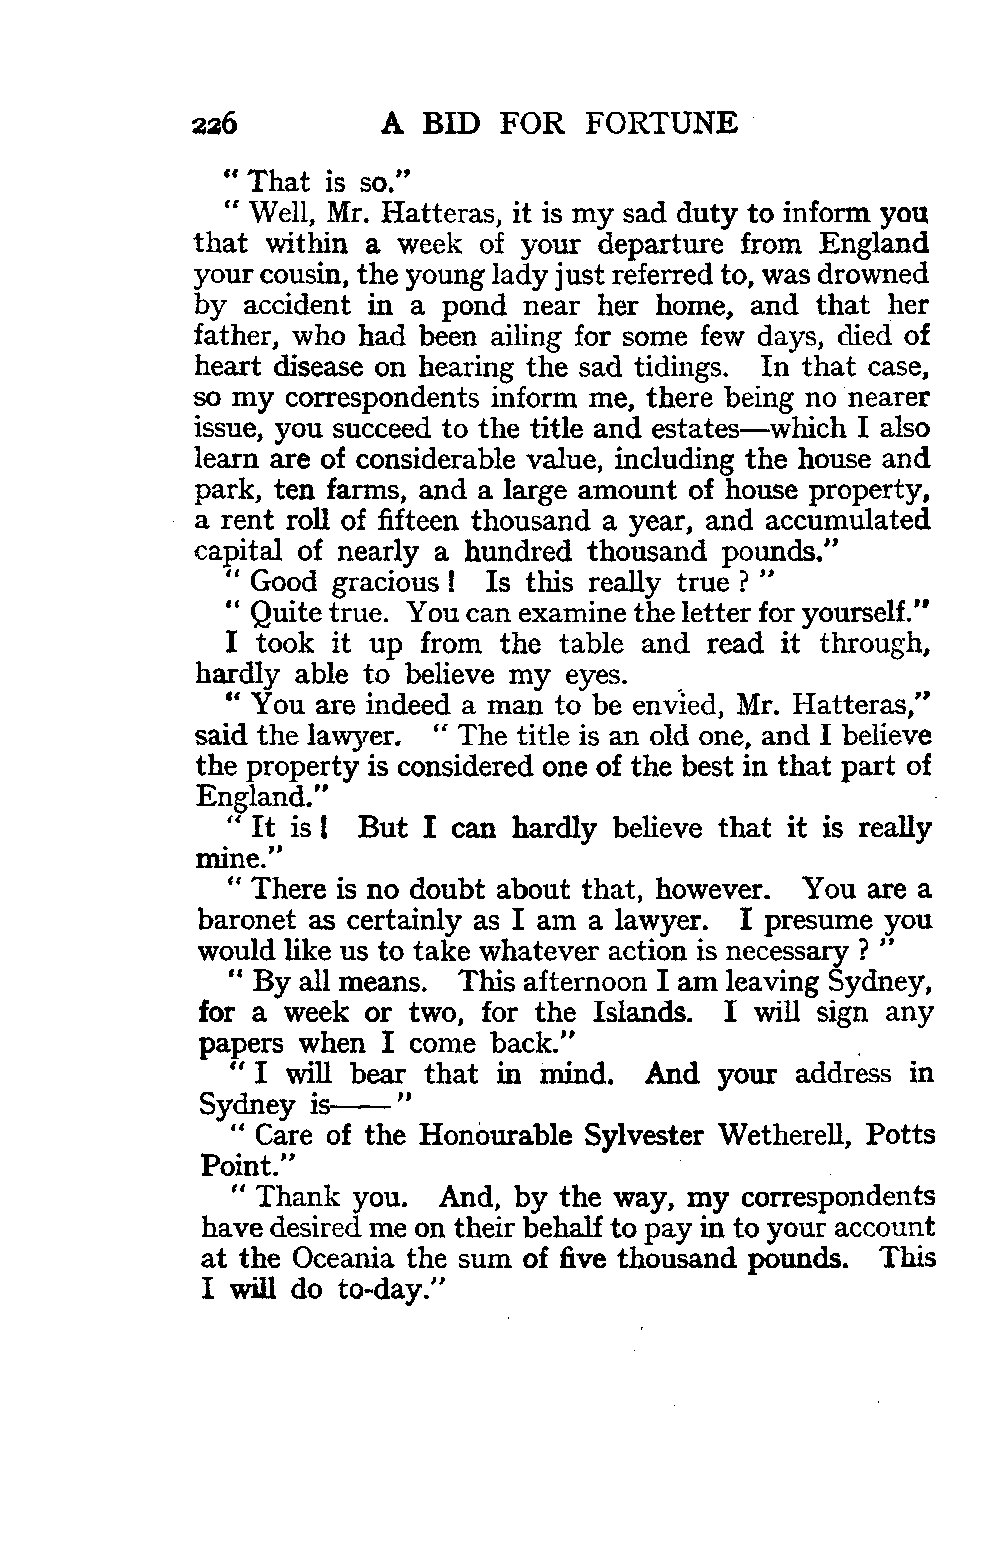 226 A BID FOR FORTUNE
“ That is so.”
“ Well, Mr. Hatteras, it is my sad duty to inform you
that within a week of your departure from England
your cousin, the young lady just referred to, was drowned
by accident in a pond near her home, and that her
father, who had been ailing for some few days, died of
heart disease on hearing the sad tidings. In that case,
so my correspondents inform me, there being no nearer
issue, you succeed to the title and estates—which I also
learn are of considerable value, including the house and
park, ten farms, and a large amount of house property,
a rent roll of fifteen thousand a year, and accumulated
capital of nearly a hundred thousand pounds.”
“ Good gracious ! Is this really true ? ”
“ Quite true. You can examine the letter for yourself.”
I took it up from the table and read it through,
hardly able to believe my eyes.
“ You are indeed a man to be envied, Mr. Hatteras,”
said the lawyer. “ The title is an old one, and I believe
the property is considered one of the best in that part of
England.”
“ It is ! But I can hardly believe that it is really
mine.”
“ There is no doubt about that, however. You are a
baronet as certainly as I am a lawyer. I presume you
would like us to take whatever action is necessary ? ”
“ By all means. This afternoon I am leaving Sydney,
for a week or two, for the Islands. I will sign any
papers when I come back.”
“ I will bear that in mind. And your address in
Sydney is—— ”
“ Care of the Honourable Sylvester Wetherell, Potts
Point.”
“ Thank you. And, by the way, my correspondents
have desired me on their behalf to pay in to your account
at the Oceania the sum of five thousand pounds. This
I will do to-day.”